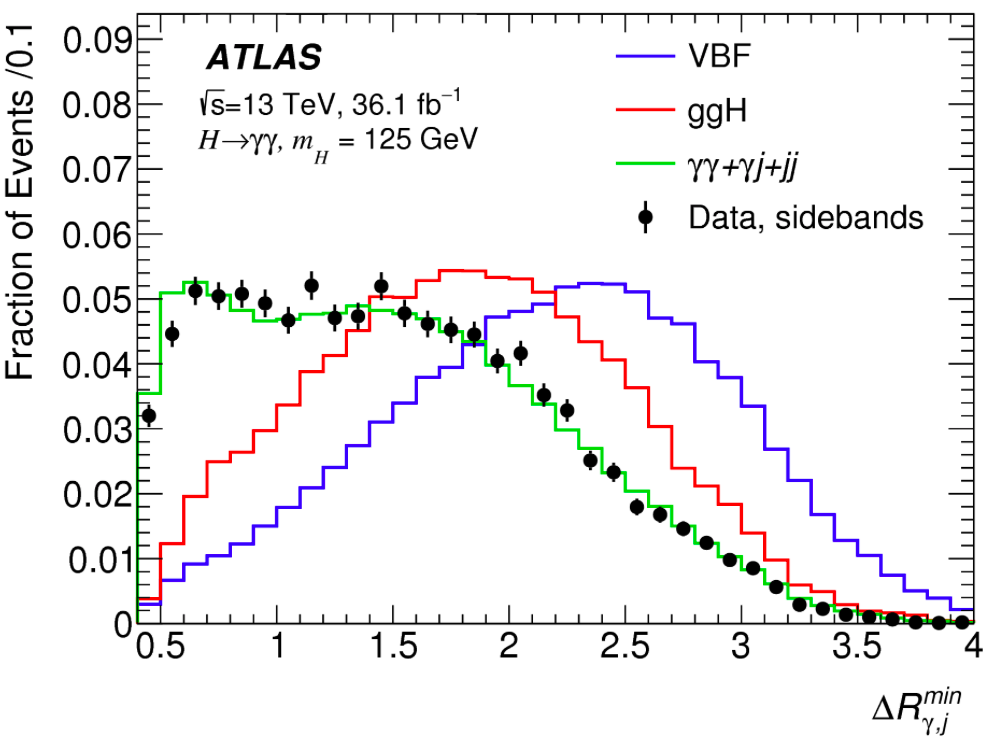 Fraction of Events /0.1
0.09
0.08
0.07
0.06
0.05
0.04
0.03
0.02
0.01
0
ATLAS
√s=13 TeV, 36.1 fb⁻¹
H→γγ, m_H = 125 GeV
VBF
ggH
γγ+γj+jj
Data, sidebands
0.5 1 1.5 2 2.5 3 3.5 4
ΔR^{min}_{γ,j}